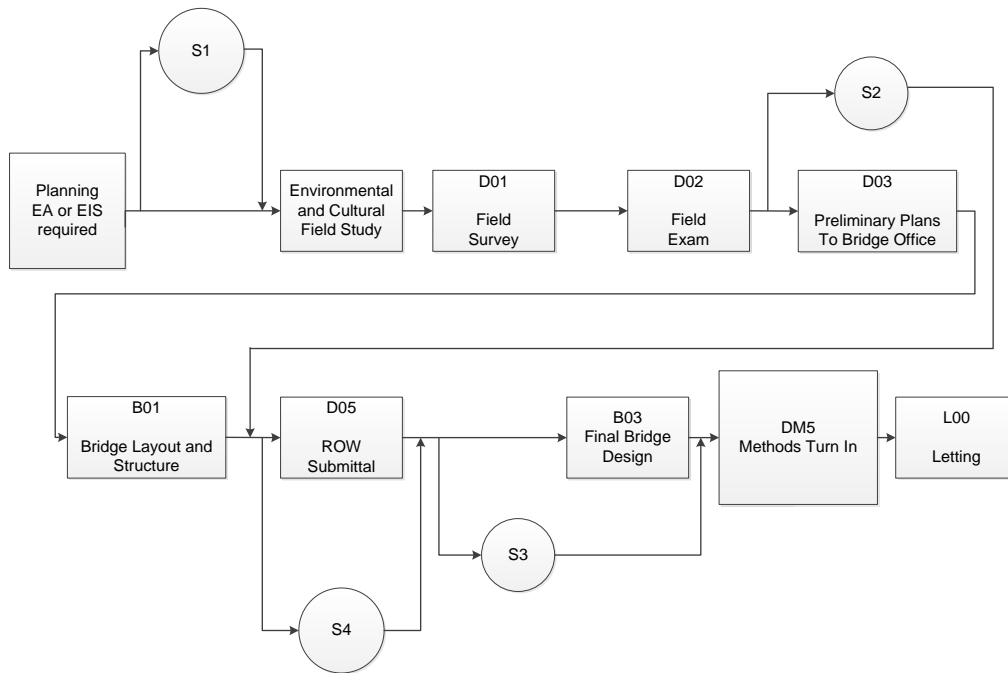 S1
S2
Planning
EA or EIS
required
Environmental
and Cultural
Field Study
D01
Field
Survey
D02
Field
Exam
D03
Preliminary Plans
To Bridge Office
B01
Bridge Layout and
Structure
D05
ROW
Submittal
B03
Final Bridge
Design
DM5
Methods Turn In
L00
Letting
S3
S4